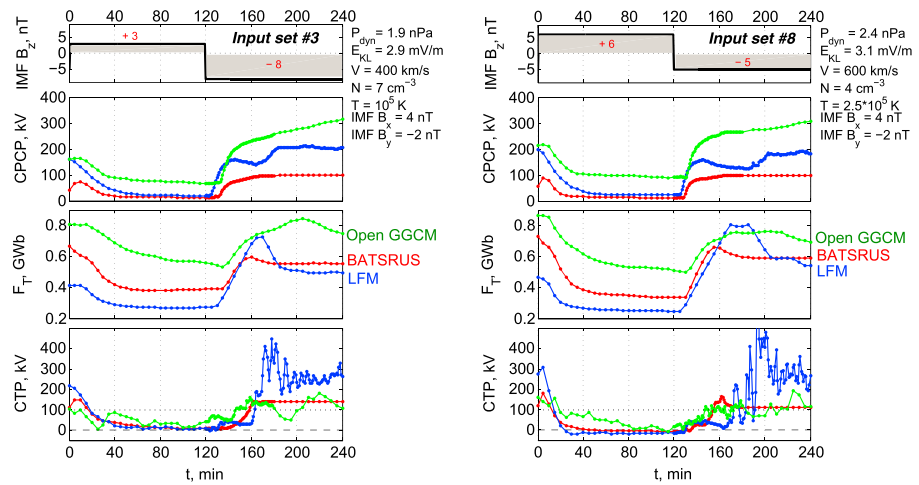 0 40 80 120 160 200 240
IMF B_z, nT
5
0
−5
+ 3
− 8
Input set #3
P_dyn = 1.9 nPa
E_KL = 2.9 mV/m
V = 400 km/s
N = 7 cm⁻³
T = 10⁵ K
IMF B_x = 4 nT
IMF B_y = −2 nT
CPCP, kV
400
300
200
100
0
F_T, GWb
0.8
0.6
0.4
0.2
Open GGCM
BATSRUS
LFM
CTP, kV
400
300
200
100
0
0 40 80 120 160 200 240
t, min
0 40 80 120 160 200 240
IMF B_z, nT
5
0
−5
+ 6
− 5
Input set #8
P_dyn = 2.4 nPa
E_KL = 3.1 mV/m
V = 600 km/s
N = 4 cm⁻³
T = 2.5*10⁵ K
IMF B_x = 4 nT
IMF B_y = −2 nT
CPCP, kV
400
300
200
100
0
F_T, GWb
0.8
0.6
0.4
0.2
Open GGCM
BATSRUS
LFM
CTP, kV
400
300
200
100
0
0 40 80 120 160 200 240
t, min